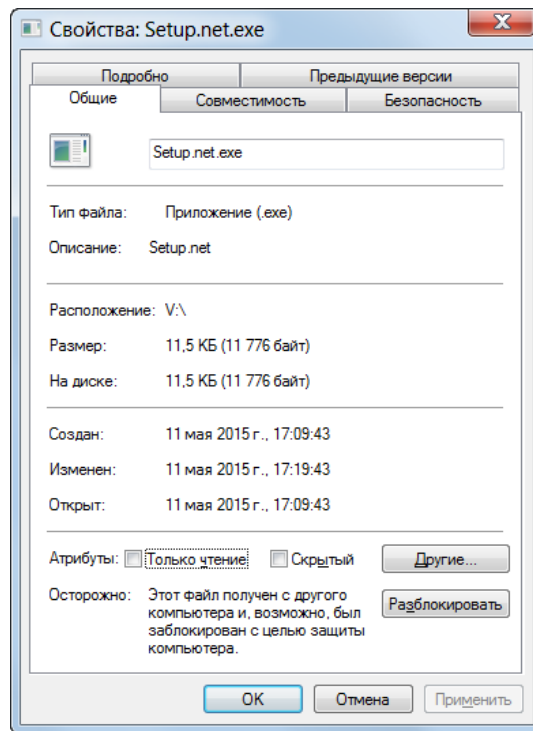 Свойства: Setup.net.exe
Подробно
Предыдущие версии
Общие
Совместимость
Безопасность
Setup.net.exe
Тип файла: Приложение (.exe)
Описание: Setup.net
Расположение: V:\
Размер: 11,5 КБ (11 776 байт)
На диске: 11,5 КБ (11 776 байт)
Создан: 11 мая 2015 г., 17:09:43
Изменен: 11 мая 2015 г., 17:19:43
Открыт: 11 мая 2015 г., 17:09:43
Атрибуты: Только чтение Скрытый Другие...
Осторожно: Этот файл получен с другого
компьютера и, возможно, был
заблокирован с целью защиты
компьютера.
Разблокировать
OK Отмена Применить